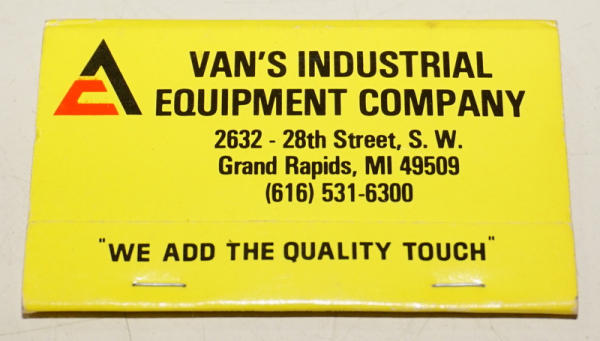 VAN'S INDUSTRIAL
EQUIPMENT COMPANY
2632 - 28th Street, S. W.
Grand Rapids, MI 49509
(616) 531-6300
"WE ADD THE QUALITY TOUCH"